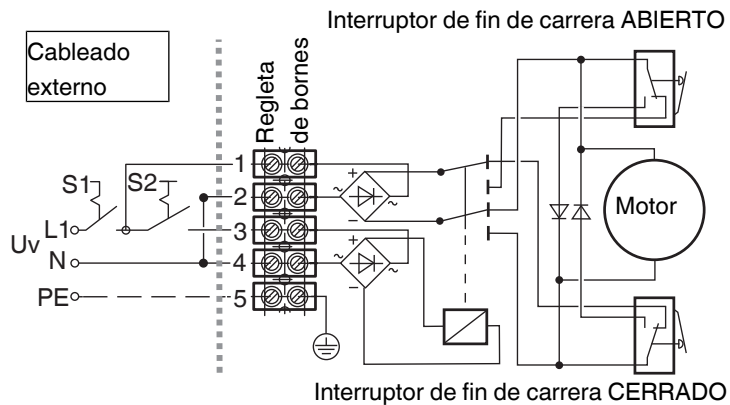 Interruptor de fin de carrera ABIERTO
Cableado
externo
Regleta
de bornes
S1
S2
1
2
3
4
5
Uv
L1
N
PE
+
~
~
−
+
~
~
−
Motor
Interruptor de fin de carrera CERRADO